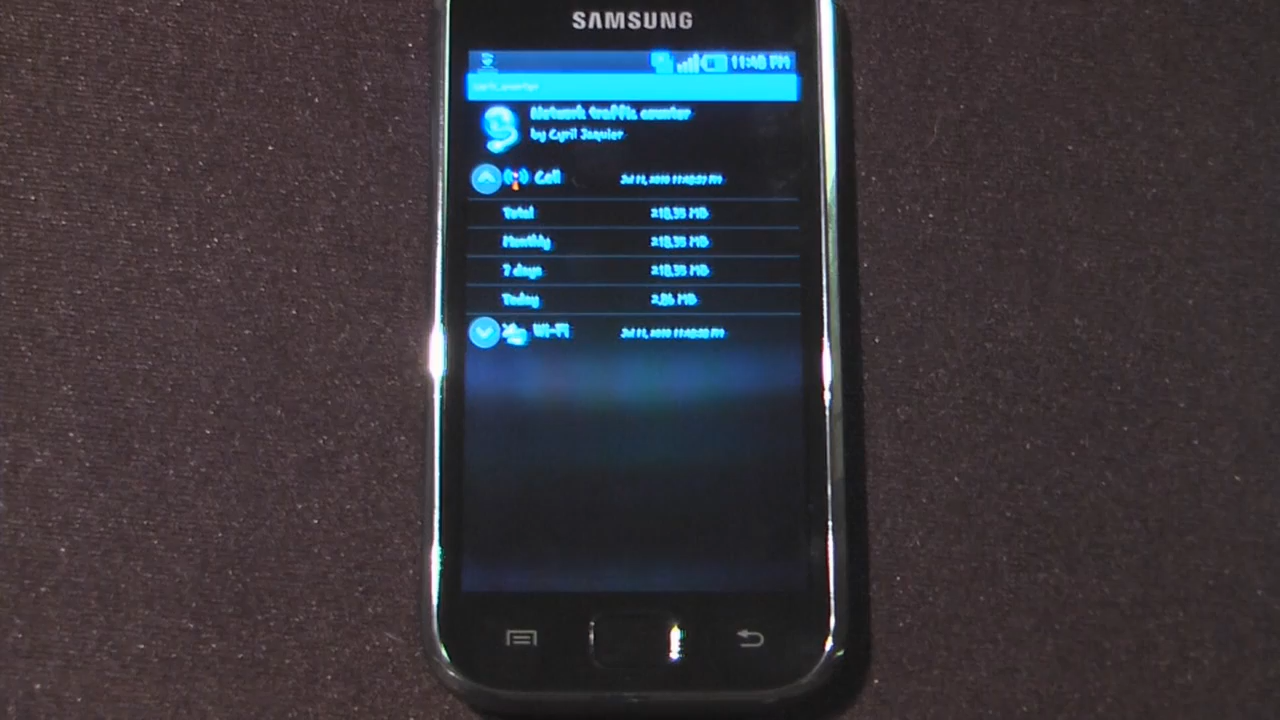 SAMSUNG
11:48 PM
Network traffic counter
by Cyril Jaquier
Cell
Total 218.35 MB
Monthly 218.35 MB
7 days 218.35 MB
Today 2.86 MB
Wi-Fi